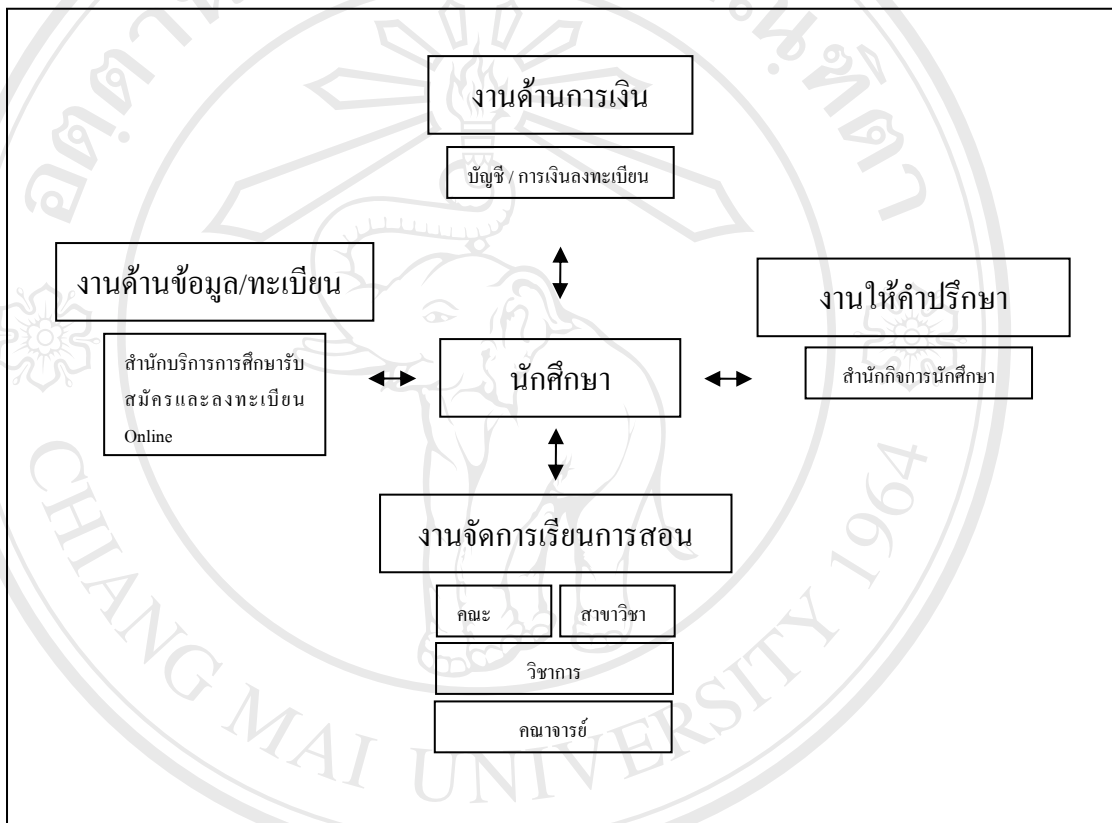 งานด้านการเงิน
บัญชี / การเงินลงทะเบียน
งานด้านข้อมูล/ทะเบียน
สำนักบริการการศึกษารับ
สมัครและลงทะเบียน
Online
นักศึกษา
งานให้คำปรึกษา
สำนักกิจการนักศึกษา
งานจัดการเรียนการสอน
คณะ
สาขาวิชา
วิชาการ
คณาจารย์
CHIANG MAI UNIVERSITY 1964